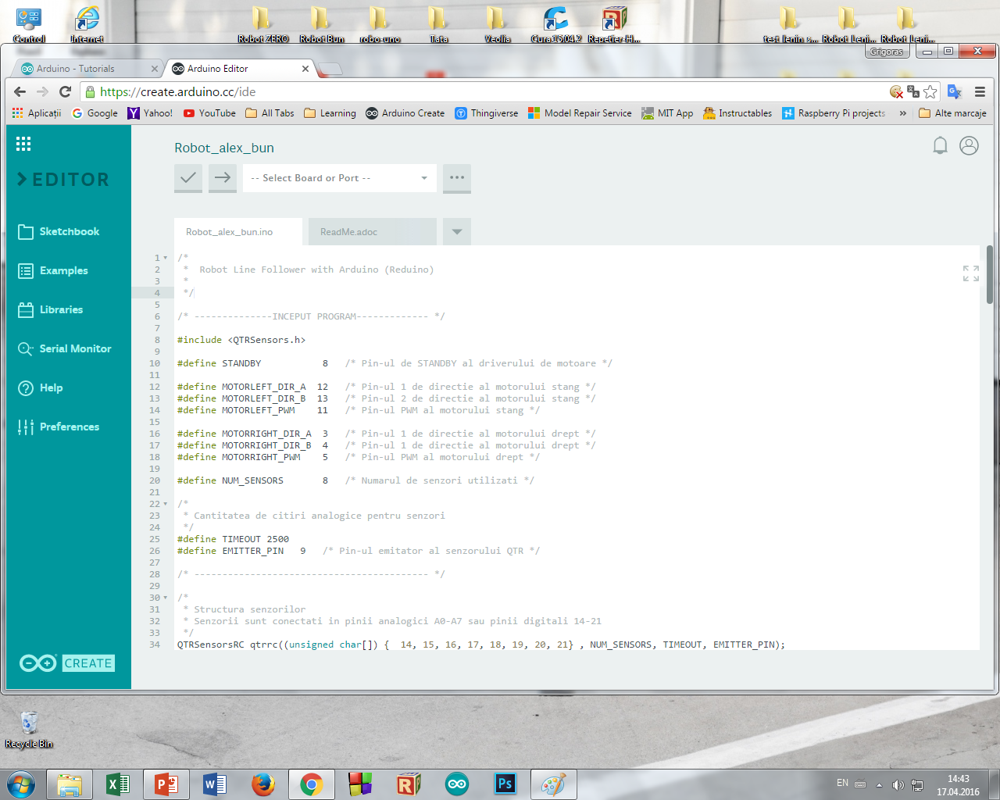 Control
Internet
Robot ZERO
Robot Bun
robo-uno
Tata
Veolia
Cura 15.04.2
Repetier-H...
test lenin s...
Robot Leni...
Robot Leni...
Grigoras
Arduino - Tutorials
Arduino Editor
https://create.arduino.cc/ide
Aplicații
Google
Yahoo!
YouTube
All Tabs
Learning
Arduino Create
Thingiverse
Model Repair Service
MIT App
Instructables
Raspberry Pi projects
»
Alte marcaje
EDITOR
Sketchbook
Examples
Libraries
Serial Monitor
Help
Preferences
CREATE
Robot_alex_bun
-- Select Board or Port --
Robot_alex_bun.ino
ReadMe.adoc
1 /*
2  *  Robot Line Follower with Arduino (Reduino)
3  *
4  */
5
6 /* --------------INCEPUT PROGRAM------------- */
7
8 #include <QTRSensors.h>
9
10 #define STANDBY           8   /* Pin-ul de STANDBY al driverului de motoare */
11
12 #define MOTORLEFT_DIR_A  12   /* Pin-ul 1 de directie al motorului stang */
13 #define MOTORLEFT_DIR_B  13   /* Pin-ul 2 de directie al motorului stang */
14 #define MOTORLEFT_PWM    11   /* Pin-ul PWM al motorului stang */
15
16 #define MOTORRIGHT_DIR_A  3   /* Pin-ul 1 de directie al motorului drept */
17 #define MOTORRIGHT_DIR_B  4   /* Pin-ul 1 de directie al motorului drept */
18 #define MOTORRIGHT_PWM    5   /* Pin-ul PWM al motorului drept */
19
20 #define NUM_SENSORS       8   /* Numarul de senzori utilizati */
21
22 /*
23  * Cantitatea de citiri analogice pentru senzori
24  */
25 #define TIMEOUT 2500
26 #define EMITTER_PIN   9   /* Pin-ul emitator al senzorului QTR */
27
28 /* ------------------------------------------ */
29
30 /*
31  * Structura senzorilor
32  * Senzorii sunt conectati in pinii analogici A0-A7 sau pinii digitali 14-21
33  */
34 QTRSensorsRC qtrrc((unsigned char[]) {  14, 15, 16, 17, 18, 19, 20, 21} , NUM_SENSORS, TIMEOUT, EMITTER_PIN);
Recycle Bin
EN
14:43
17.04.2016